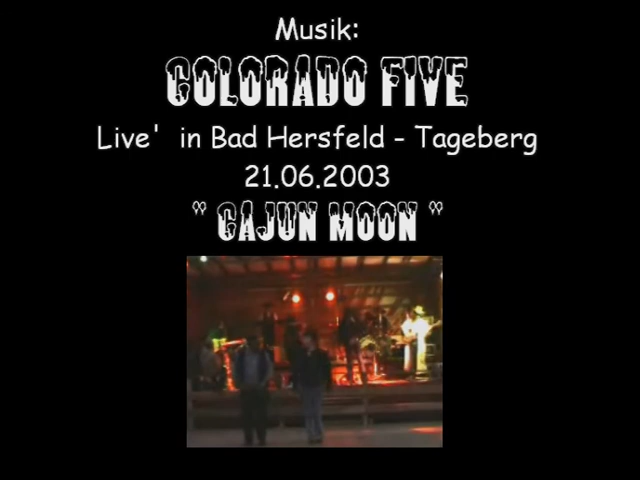 Musik:
COLORADO FIVE
Live' in Bad Hersfeld - Tageberg
21.06.2003
" CAJUN MOON "